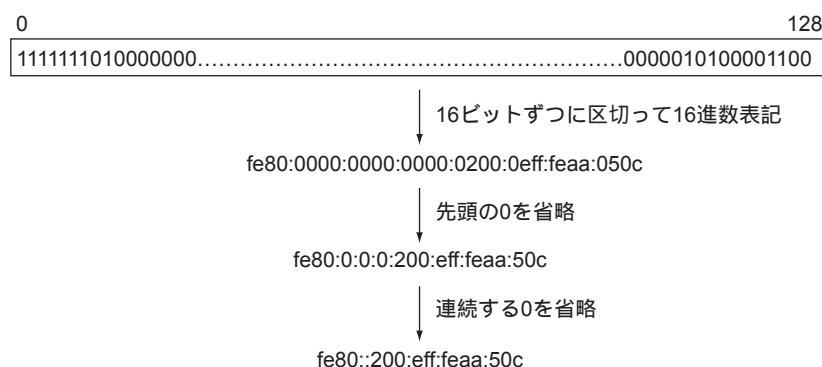 0 128
1111111010000000............................................................0000010100001100
16ビットずつに区切って16進数表記
fe80:0000:0000:0000:0200:0eff:feaa:050c
先頭の0を省略
fe80:0:0:0:200:eff:feaa:50c
連続する0を省略
fe80::200:eff:feaa:50c